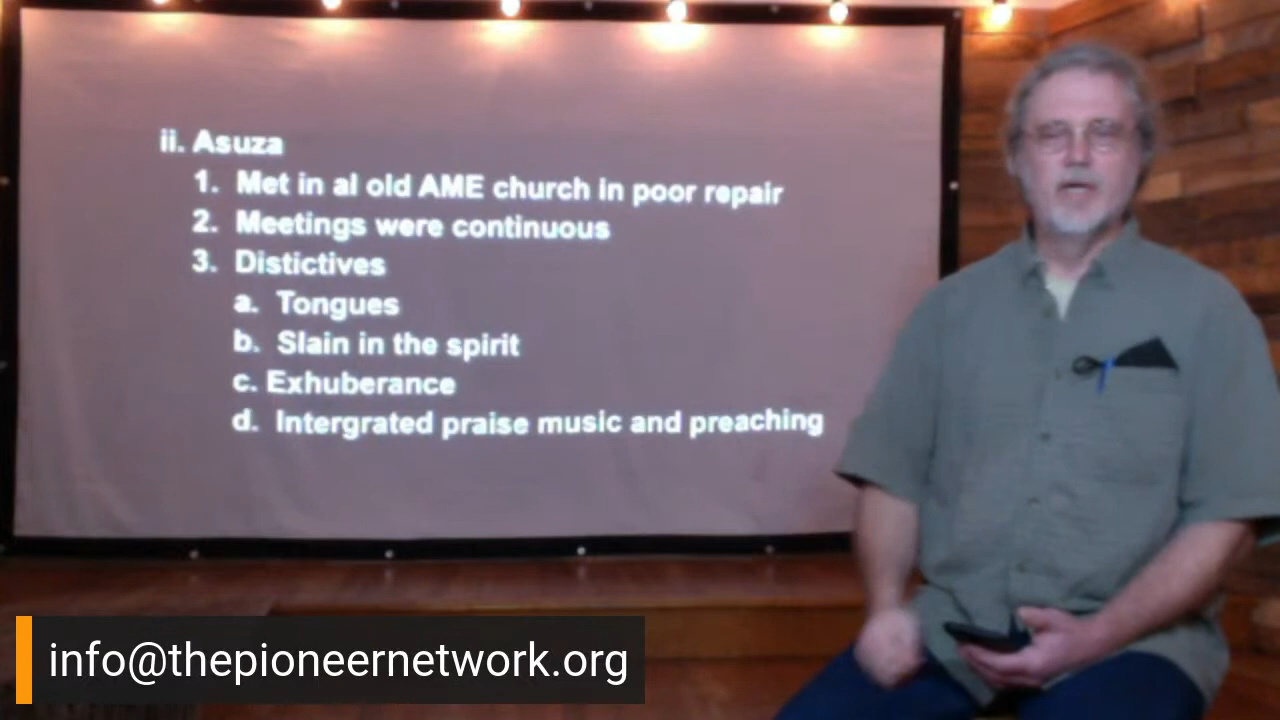 ii. Asuza
1. Met in al old AME church in poor repair
2. Meetings were continuous
3. Distictives
a. Tongues
b. Slain in the spirit
c. Exhuberance
d. Intergrated praise music and preaching
info@thepioneernetwork.org